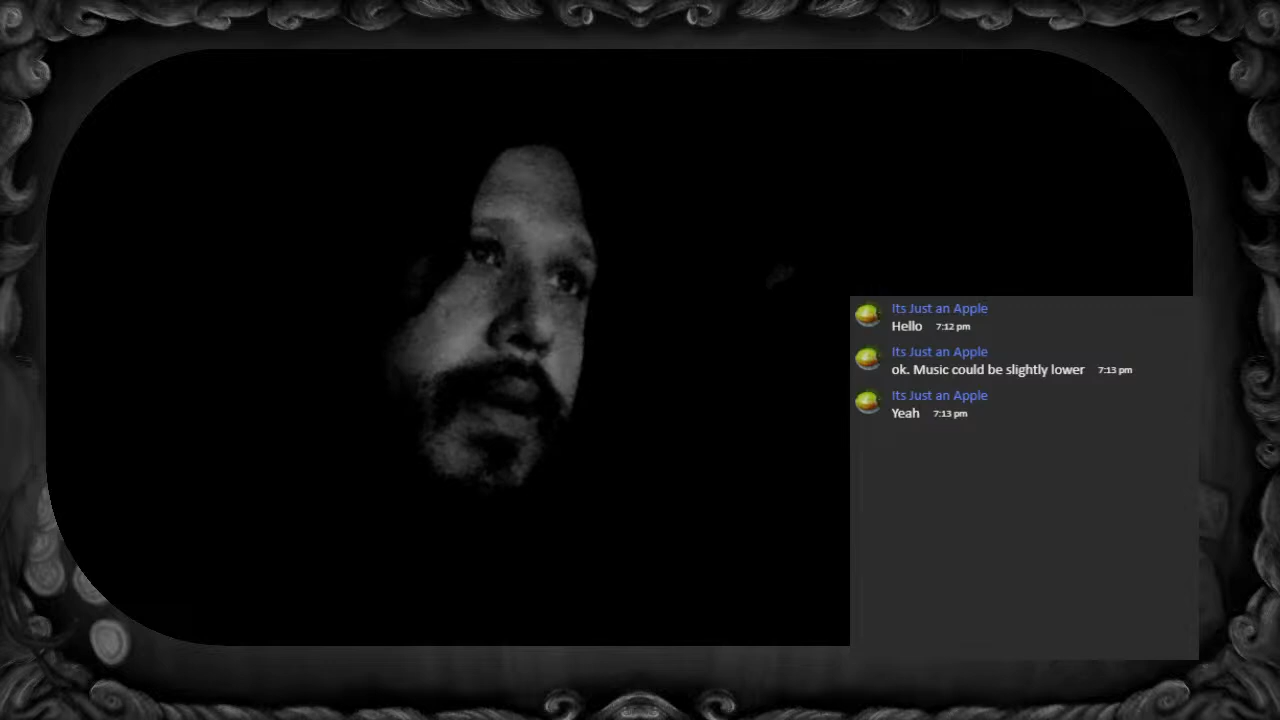 Its Just an Apple
Hello 7:12 pm
Its Just an Apple
ok. Music could be slightly lower 7:13 pm
Its Just an Apple
Yeah 7:13 pm